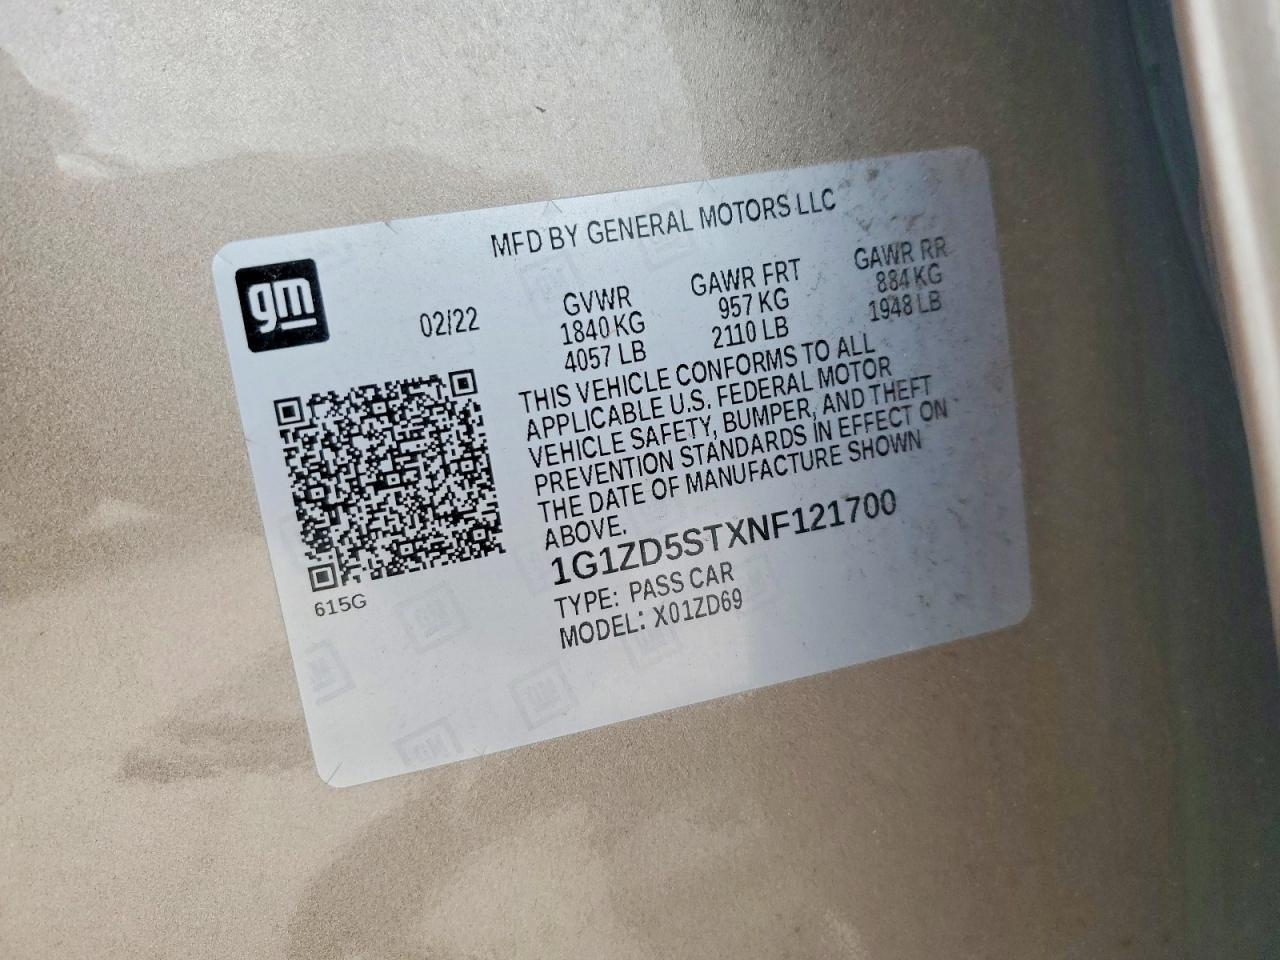 MFD BY GENERAL MOTORS LLC
gm
02/22
GVWR
1840 KG
4057 LB
GAWR FRT
957 KG
2110 LB
GAWR RR
884 KG
1948 LB
THIS VEHICLE CONFORMS TO ALL
APPLICABLE U.S. FEDERAL MOTOR
VEHICLE SAFETY, BUMPER, AND THEFT
PREVENTION STANDARDS IN EFFECT ON
THE DATE OF MANUFACTURE SHOWN
ABOVE.
1G1ZD5STXNF121700
TYPE: PASS CAR
MODEL: X01ZD69
615G